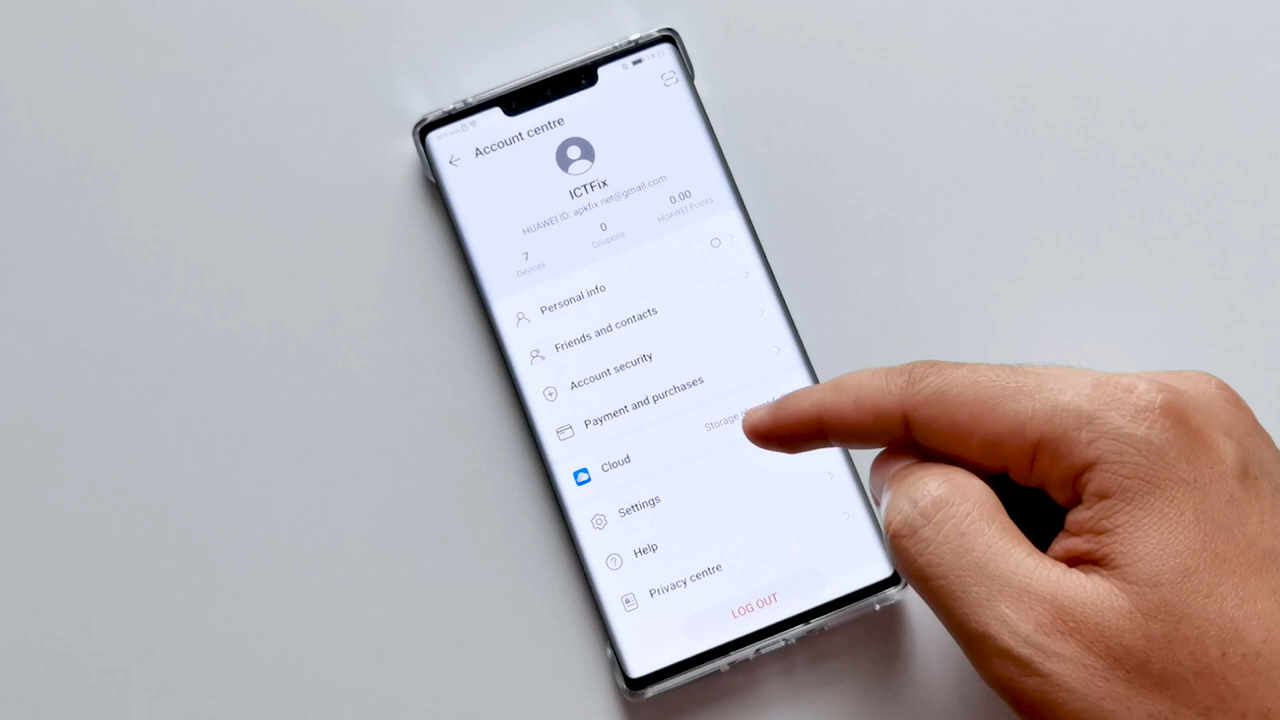 Account centre
ICTFix
HUAWEI ID: apkfix.net@gmail.com
7
Devices
0
Coupons
0.00
HUAWEI Points
Personal info
Friends and contacts
Account security
Payment and purchases
Cloud
Storage
Settings
Help
Privacy centre
LOG OUT